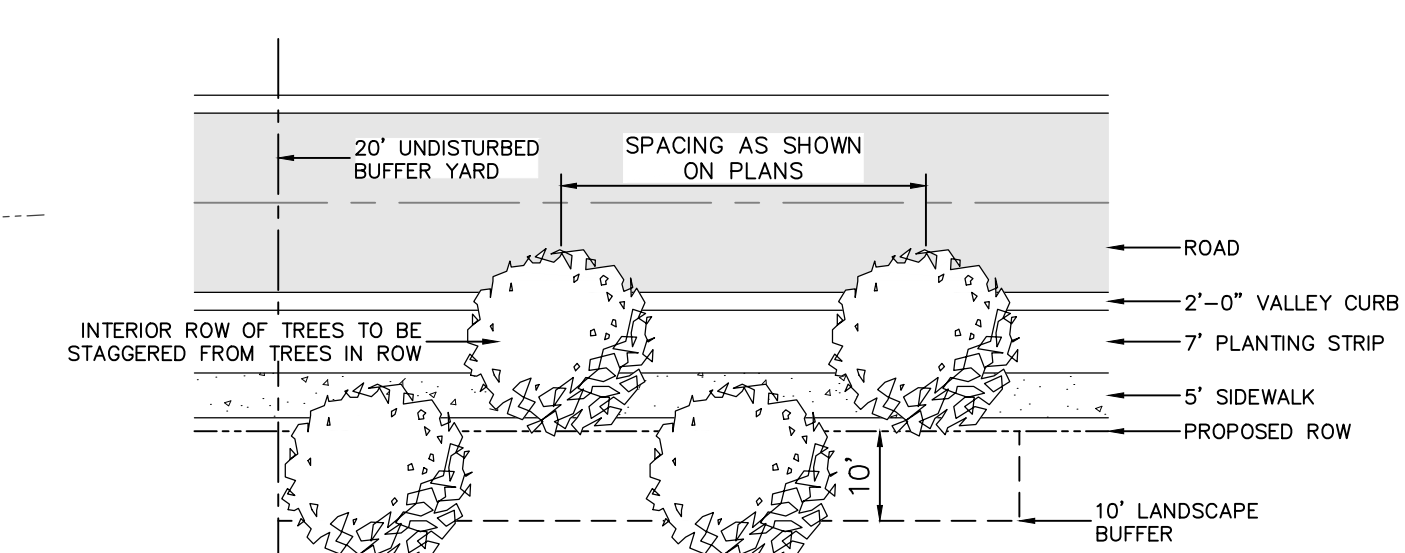 20' UNDISTURBED
BUFFER YARD
SPACING AS SHOWN
ON PLANS
ROAD
2'-0" VALLEY CURB
INTERIOR ROW OF TREES TO BE
STAGGERED FROM TREES IN ROW
7' PLANTING STRIP
5' SIDEWALK
PROPOSED ROW
10'
10' LANDSCAPE
BUFFER